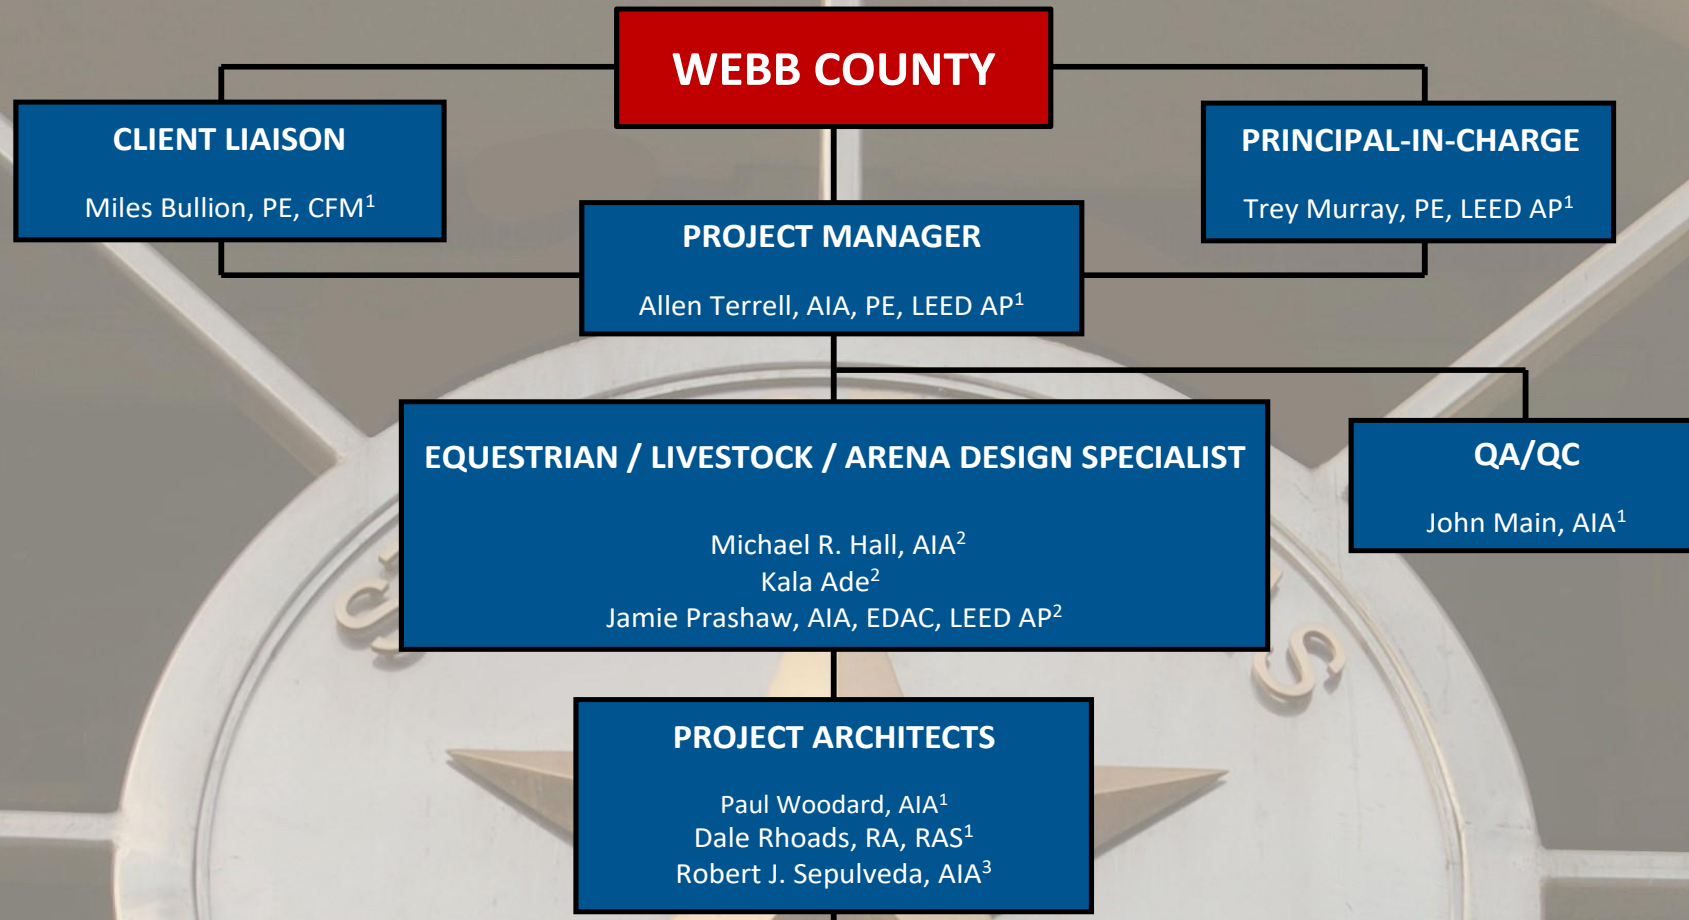 WEBB COUNTY
CLIENT LIAISON
Miles Bullion, PE, CFM¹
PRINCIPAL-IN-CHARGE
Trey Murray, PE, LEED AP¹
PROJECT MANAGER
Allen Terrell, AIA, PE, LEED AP¹
EQUESTRIAN / LIVESTOCK / ARENA DESIGN SPECIALIST
Michael R. Hall, AIA²
Kala Ade²
Jamie Prashaw, AIA, EDAC, LEED AP²
QA/QC
John Main, AIA¹
PROJECT ARCHITECTS
Paul Woodard, AIA¹
Dale Rhoads, RA, RAS¹
Robert J. Sepulveda, AIA³